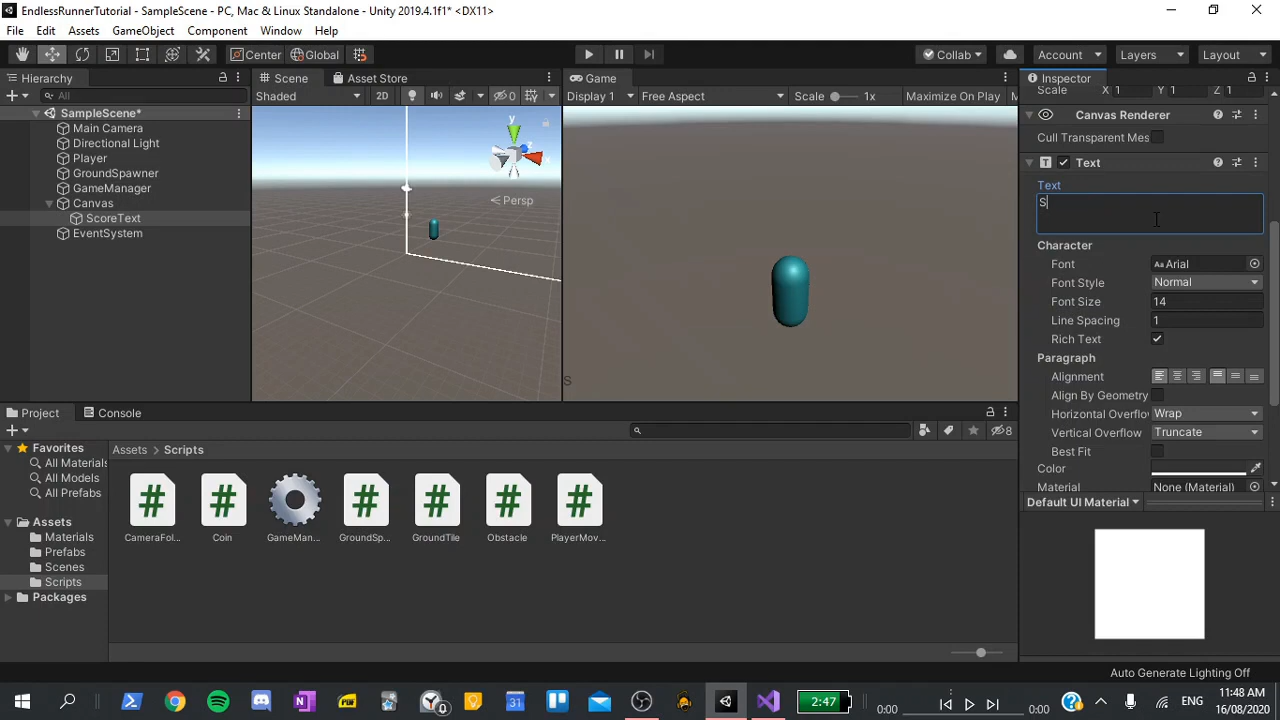 EndlessRunnerTutorial - SampleScene - PC, Mac & Linux Standalone - Unity 2019.4.1f1* <DX11>
File Edit Assets GameObject Component Window Help
Center Global Collab Account Layers Layout
Hierarchy
All
SampleScene*
Main Camera
Directional Light
Player
GroundSpawner
GameManager
Canvas
ScoreText
EventSystem
Scene Asset Store
Shaded 2D 0
y
x
z
Persp
Game
Display 1 Free Aspect Scale 1x Maximize On Play M
S
Inspector
Scale X 1 Y 1 Z 1
Canvas Renderer
Cull Transparent Mes
Text
Text
S
Character
Font Arial
Font Style Normal
Font Size 14
Line Spacing 1
Rich Text
Paragraph
Alignment
Align By Geometry
Horizontal Overflow Wrap
Vertical Overflow Truncate
Best Fit
Color
Material None (Material)
Default UI Material
Project Console
8
Favorites
All Materials
All Models
All Prefabs
Assets
Materials
Prefabs
Scenes
Scripts
Packages
Assets > Scripts
CameraFol... Coin GameMan... GroundSp... GroundTile Obstacle PlayerMov...
Auto Generate Lighting Off
2:47 0:00 0:00 ENG 11:48 AM
16/08/2020